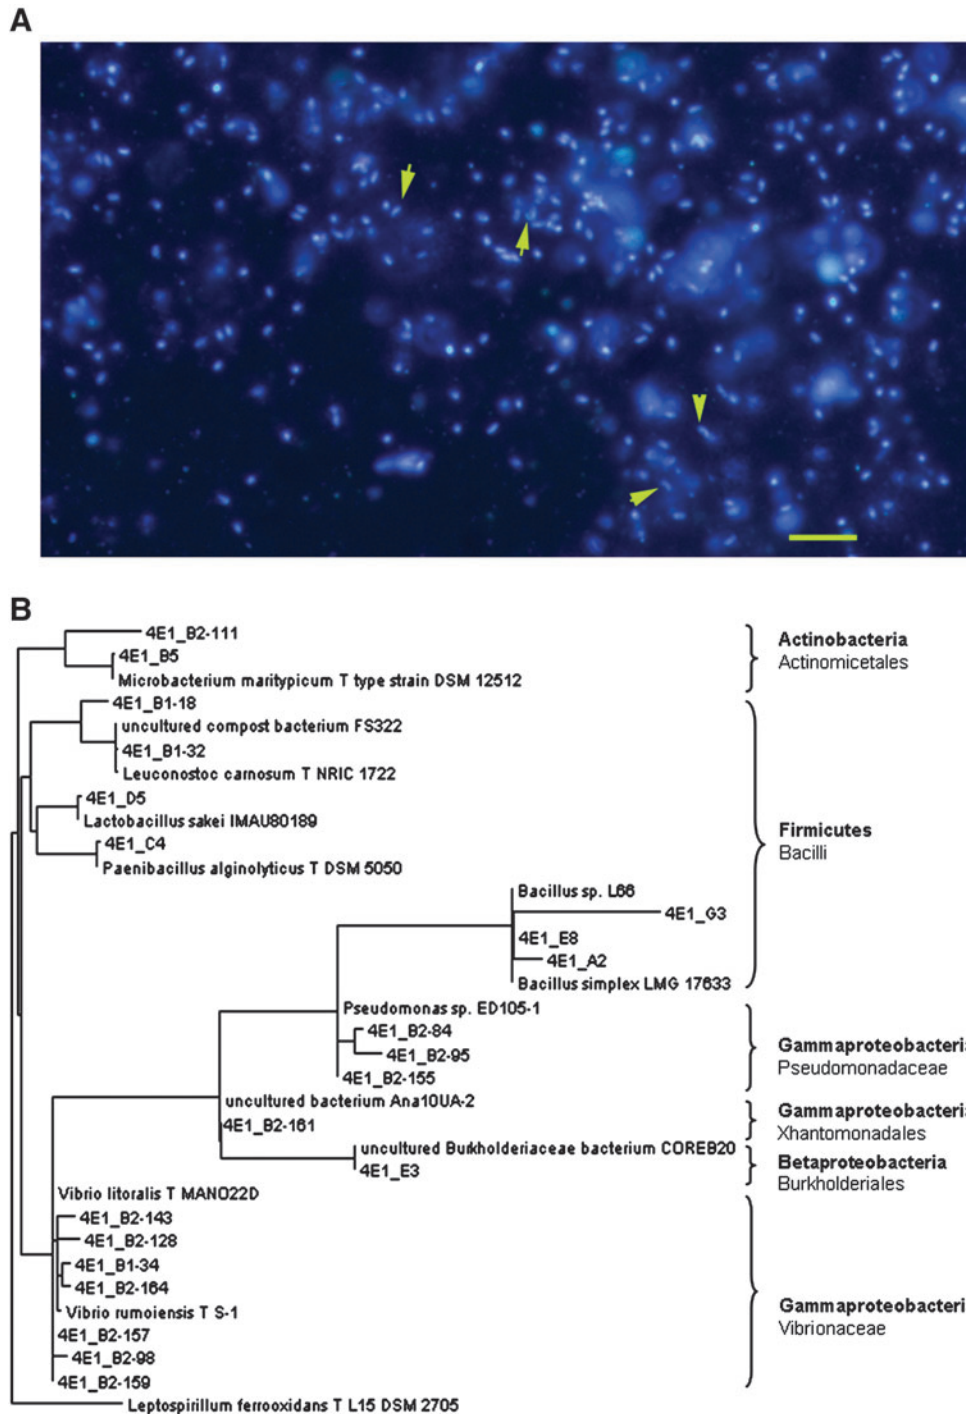 A
B
4E1_B2-111
4E1_B5
Microbacterium maritypicum T type strain DSM 12512
Actinobacteria
Actinomicetales
4E1_B1-18
uncultured compost bacterium FS322
4E1_B1-32
Leuconostoc carnosum T NRIC 1722
4E1_D5
Lactobacillus sakei IMAU80189
4E1_C4
Paenibacillus alginolyticus T DSM 5050
Bacillus sp. L66
4E1_G3
4E1_E8
4E1_A2
Bacillus simplex LMG 17633
Firmicutes
Bacilli
Pseudomonas sp. ED105-1
4E1_B2-84
4E1_B2-95
4E1_B2-155
Gammaproteobacteri
Pseudomonadaceae
uncultured bacterium Ana10UA-2
4E1_B2-161
Gammaproteobacteri
Xhantomonadales
uncultured Burkholderiaceae bacterium COREB20
4E1_E3
Betaproteobacteria
Burkholderiales
Vibrio litoralis T MANO22D
4E1_B2-143
4E1_B2-128
4E1_B1-34
4E1_B2-164
Vibrio rumoiensis T S-1
4E1_B2-157
4E1_B2-98
4E1_B2-159
Gammaproteobacteri
Vibrionaceae
Leptospirillum ferrooxidans T L15 DSM 2705